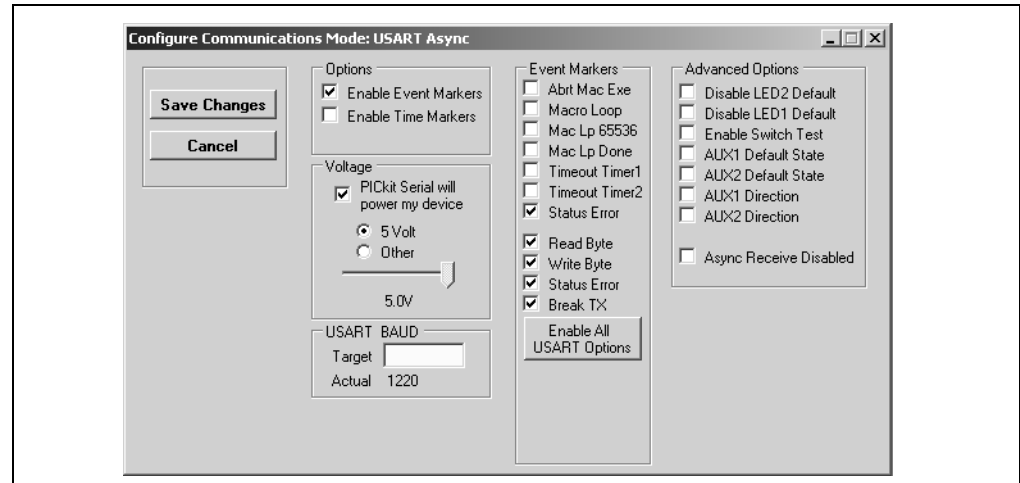 Configure Communications Mode: USART Async
Save Changes
Cancel
Options
Enable Event Markers
Enable Time Markers
Voltage
PICkit Serial will
power my device
5 Volt
Other
5.0V
USART BAUD
Target
Actual 1220
Event Markers
Abrt Mac Exe
Macro Loop
Mac Lp 65536
Mac Lp Done
Timeout Timer1
Timeout Timer2
Status Error
Read Byte
Write Byte
Status Error
Break TX
Enable All
USART Options
Advanced Options
Disable LED2 Default
Disable LED1 Default
Enable Switch Test
AUX1 Default State
AUX2 Default State
AUX1 Direction
AUX2 Direction
Async Receive Disabled